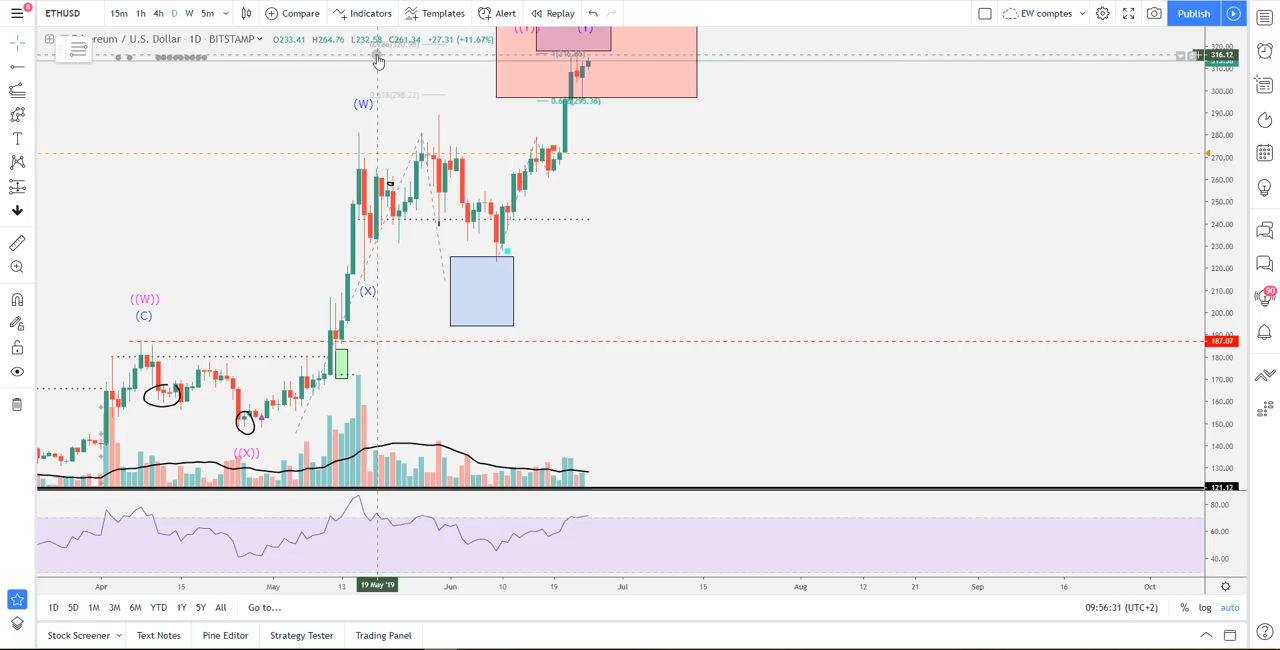 8
ETHUSD
15m 1h 4h D W 5m
Compare
Indicators
Templates
Alert
Replay
EW comptes
Publish
Ethereum / U.S. Dollar · 1D · BITSTAMP O233.41 H264.76 L232.58 C261.34 +27.31 (+11.67%)
((Y)) (Y)
320.00
316.12
310.00
300.00
290.00
280.00
270.00
260.00
250.00
240.00
230.00
220.00
210.00
200.00
187.07
180.00
170.00
160.00
150.00
140.00
130.00
121.12
(W)
(X)
((W))
(C)
((X))
80.00
60.00
40.00
90
Apr 15 May 13 19 May '19 Jun 10 19 Jul 15 Aug 12 21 Sep 16 Oct
1D 5D 1M 3M 6M YTD 1Y 5Y All Go to...
09:56:31 (UTC+2) % log auto
Stock Screener Text Notes Pine Editor Strategy Tester Trading Panel